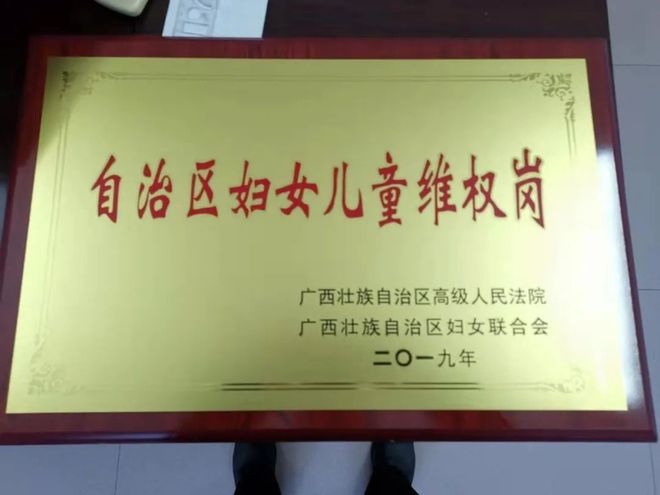 自治区妇女儿童维权岗
广西壮族自治区高级人民法院
广西壮族自治区妇女联合会
二〇一九年